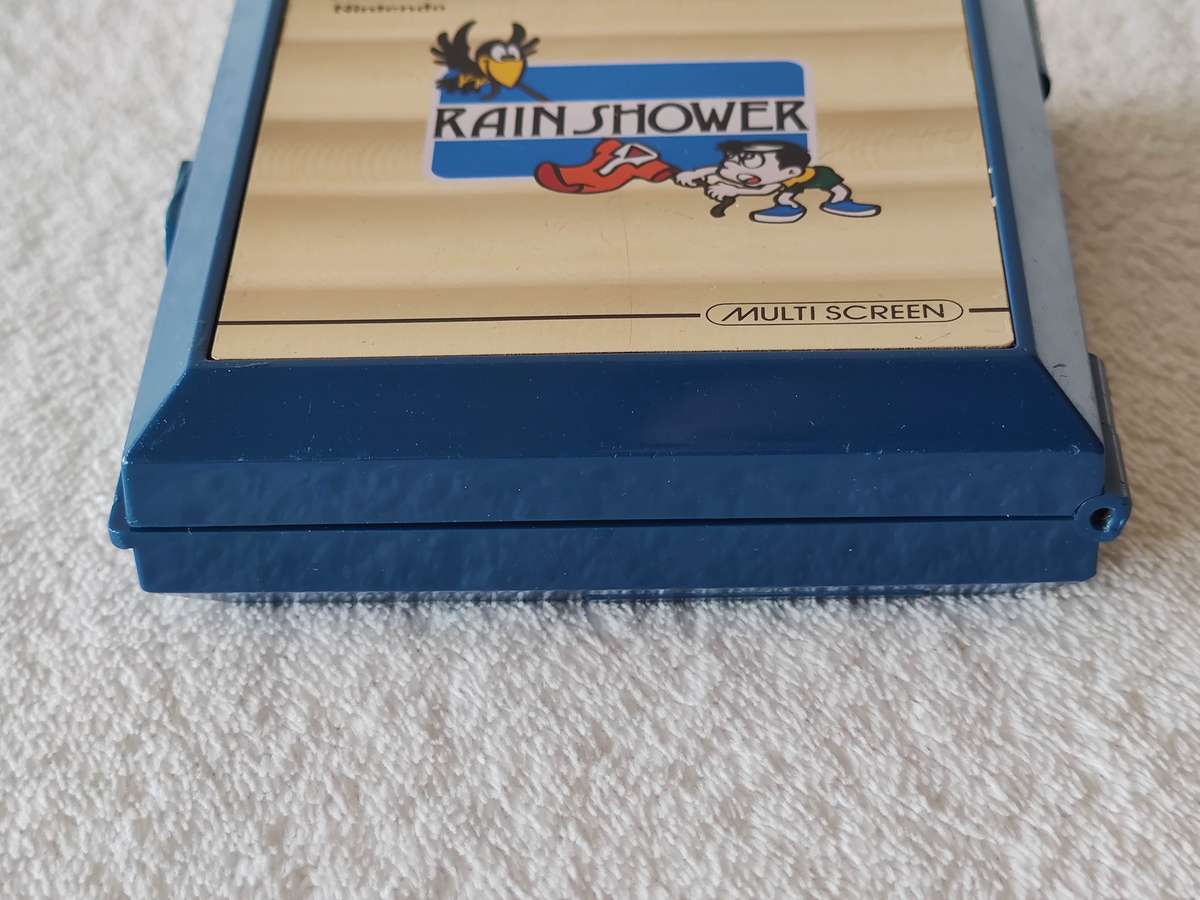 Nintendo
RAIN SHOWER
MULTI SCREEN